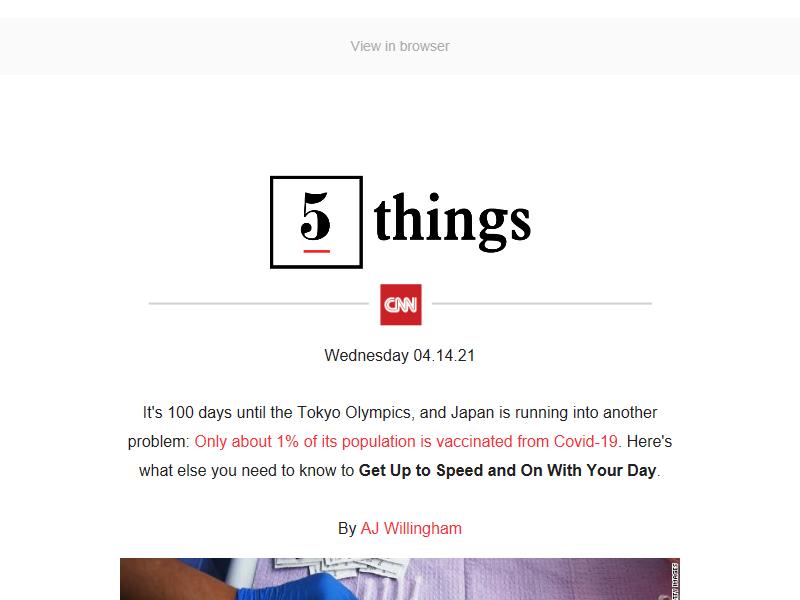 View in browser
5 things
CNN
Wednesday 04.14.21
It's 100 days until the Tokyo Olympics, and Japan is running into another
problem: Only about 1% of its population is vaccinated from Covid-19. Here's
what else you need to know to Get Up to Speed and On With Your Day.
By AJ Willingham